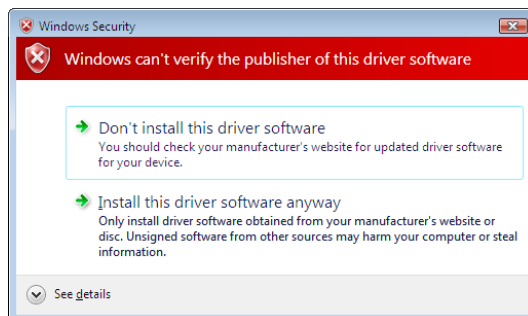 Windows Security
Windows can't verify the publisher of this driver software
Don't install this driver software
You should check your manufacturer's website for updated driver software
for your device.
Install this driver software anyway
Only install driver software obtained from your manufacturer's website or
disc. Unsigned software from other sources may harm your computer or steal
information.
See details